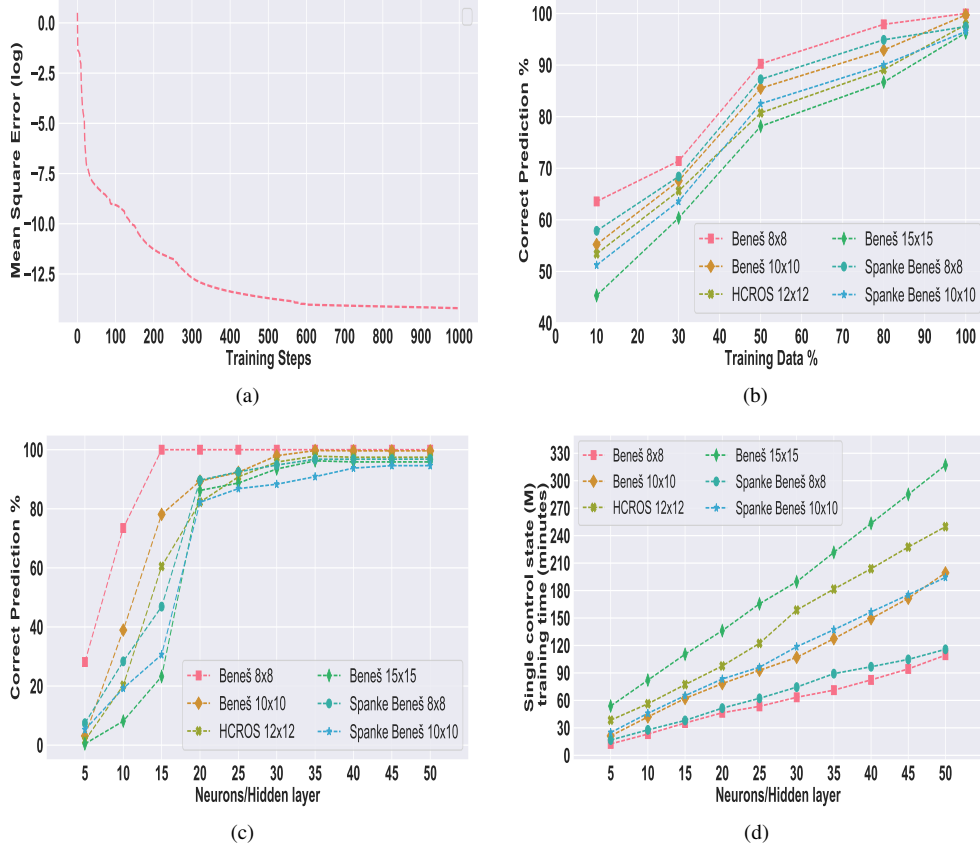 0.0
−2.5
−5.0
−7.5
−10.0
−12.5
Mean Square Error (log)
0 100 200 300 400 500 600 700 800 900 1000
Training Steps
(a)
100
90
80
70
60
50
40
Correct Prediction %
Beneš 8x8
Beneš 10x10
HCROS 12x12
Beneš 15x15
Spanke Beneš 8x8
Spanke Beneš 10x10
0 10 20 30 40 50 60 70 80 90 100
Training Data %
(b)
100
80
60
40
20
0
Correct Prediction %
Beneš 8x8
Beneš 10x10
HCROS 12x12
Beneš 15x15
Spanke Beneš 8x8
Spanke Beneš 10x10
5 10 15 20 25 30 35 40 45 50
Neurons/Hidden layer
(c)
330
300
270
240
210
180
150
120
90
60
30
0
Single control state (M)
training time (minutes)
Beneš 8x8
Beneš 10x10
HCROS 12x12
Beneš 15x15
Spanke Beneš 8x8
Spanke Beneš 10x10
5 10 15 20 25 30 35 40 45 50
Neurons/Hidden layer
(d)